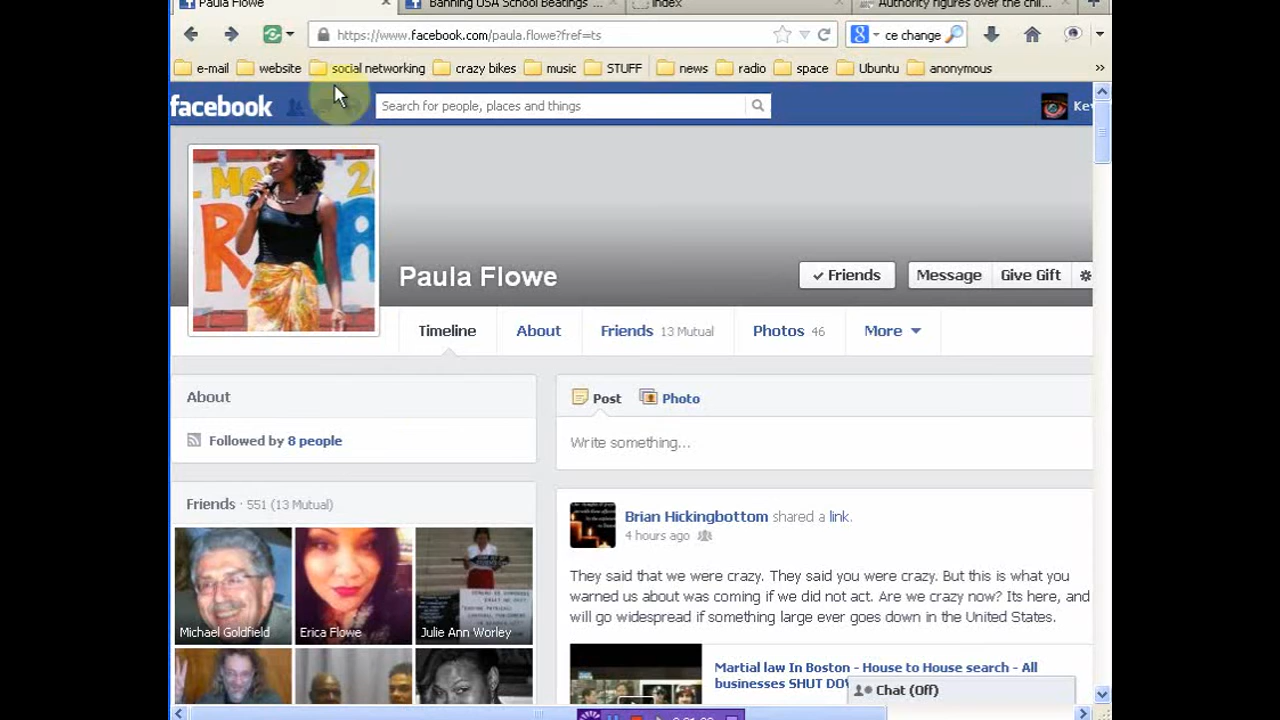 Paula Flowe
Banning USA School Beatings ...
Index
Authority figures over the chil...
https://www.facebook.com/paula.flowe?fref=ts
ce change
e-mail website social networking crazy bikes music STUFF news radio space Ubuntu anonymous »
facebook
Search for people, places and things
Ke
L MA 2
R A
Paula Flowe
Friends
Message
Give Gift
Timeline
About
Friends 13 Mutual
Photos 46
More
About
Followed by 8 people
Friends · 551 (13 Mutual)
Michael Goldfield
Erica Flowe
Julie Ann Worley
Post
Photo
Write something...
Brian Hickingbottom shared a link.
4 hours ago
They said that we were crazy. They said you were crazy. But this is what you
warned us about was coming if we did not act. Are we crazy now? Its here, and
will go widespread if something large ever goes down in the United States.
Martial law In Boston - House to House search - All
businesses SHUT DOW
Chat (Off)